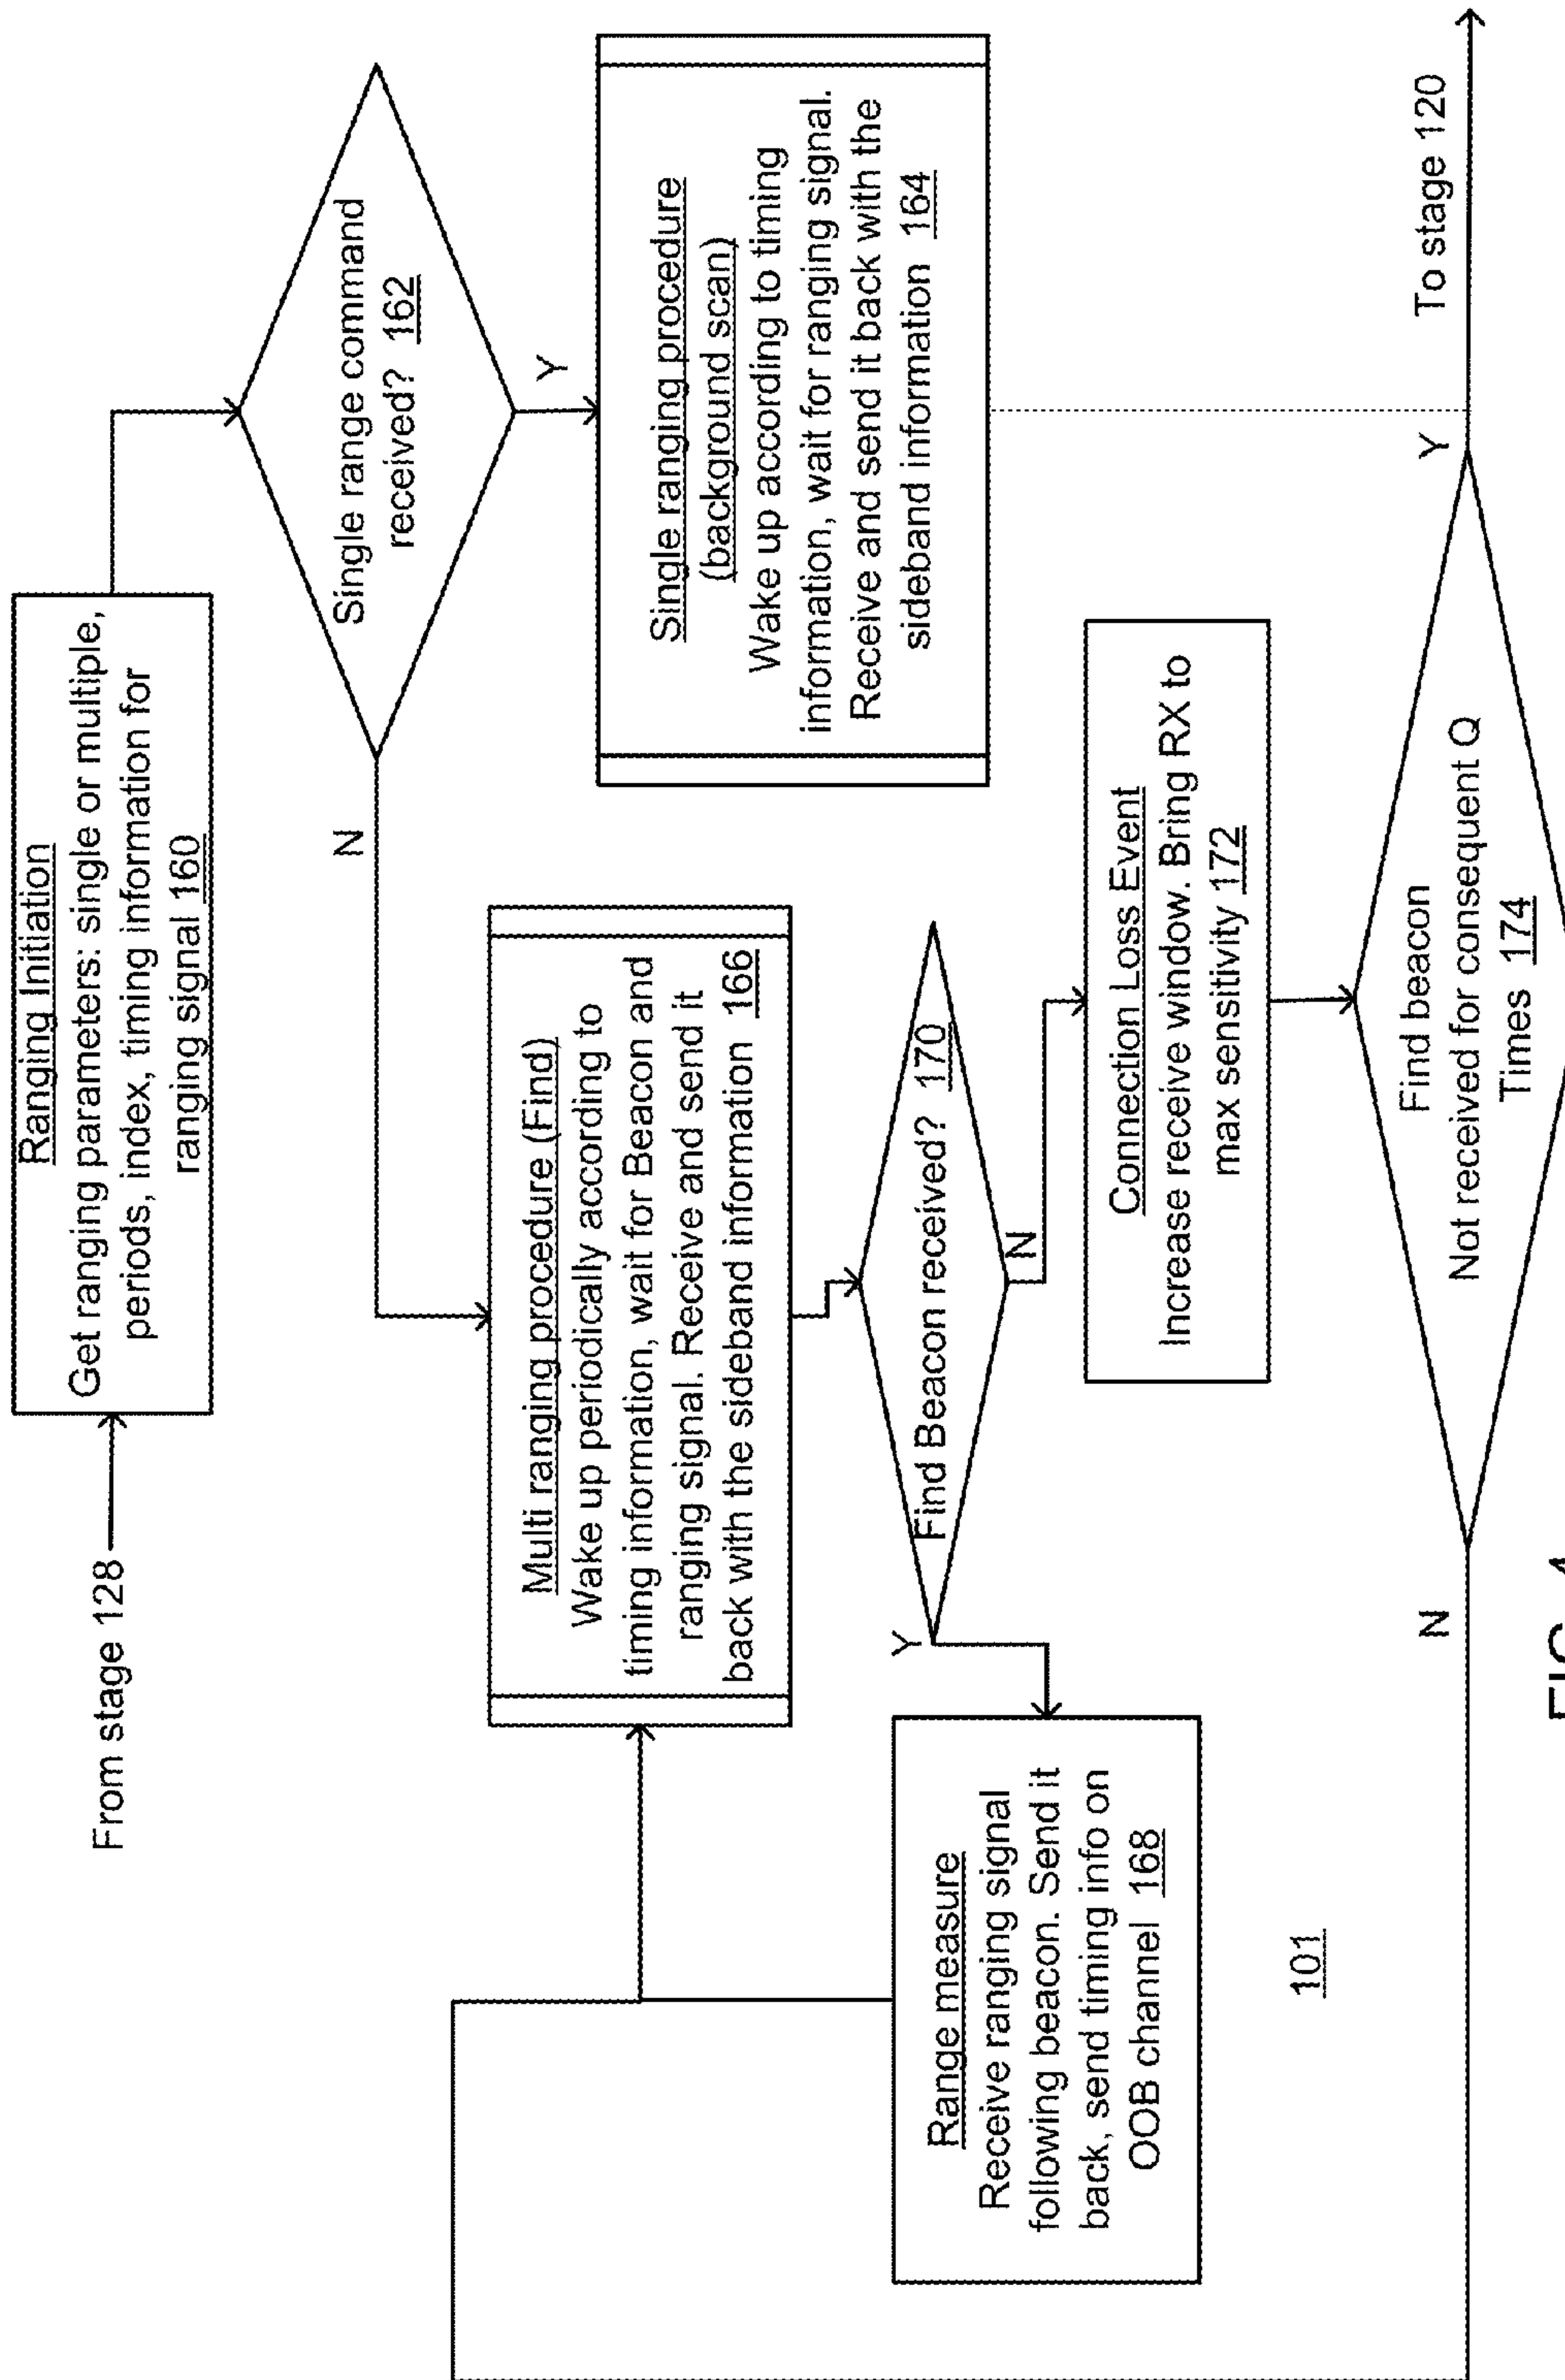 From stage 128
Ranging Initiation
Get ranging parameters: single or multiple,
periods, index, timing information for
ranging signal 160
Single range command
received? 162
N
Y
Single ranging procedure
(background scan)
Wake up according to timing
information, wait for ranging signal.
Receive and send it back with the
sideband information 164
Multi ranging procedure (Find)
Wake up periodically according to
timing information, wait for Beacon and
ranging signal. Receive and send it
back with the sideband information 166
Find Beacon received? 170
Y
N
Range measure
Receive ranging signal
following beacon. Send it
back, send timing info on
OOB channel 168
Connection Loss Event
Increase receive window. Bring RX to
max sensitivity 172
Find beacon
Not received for consequent Q
Times 174
N
Y
To stage 120
101